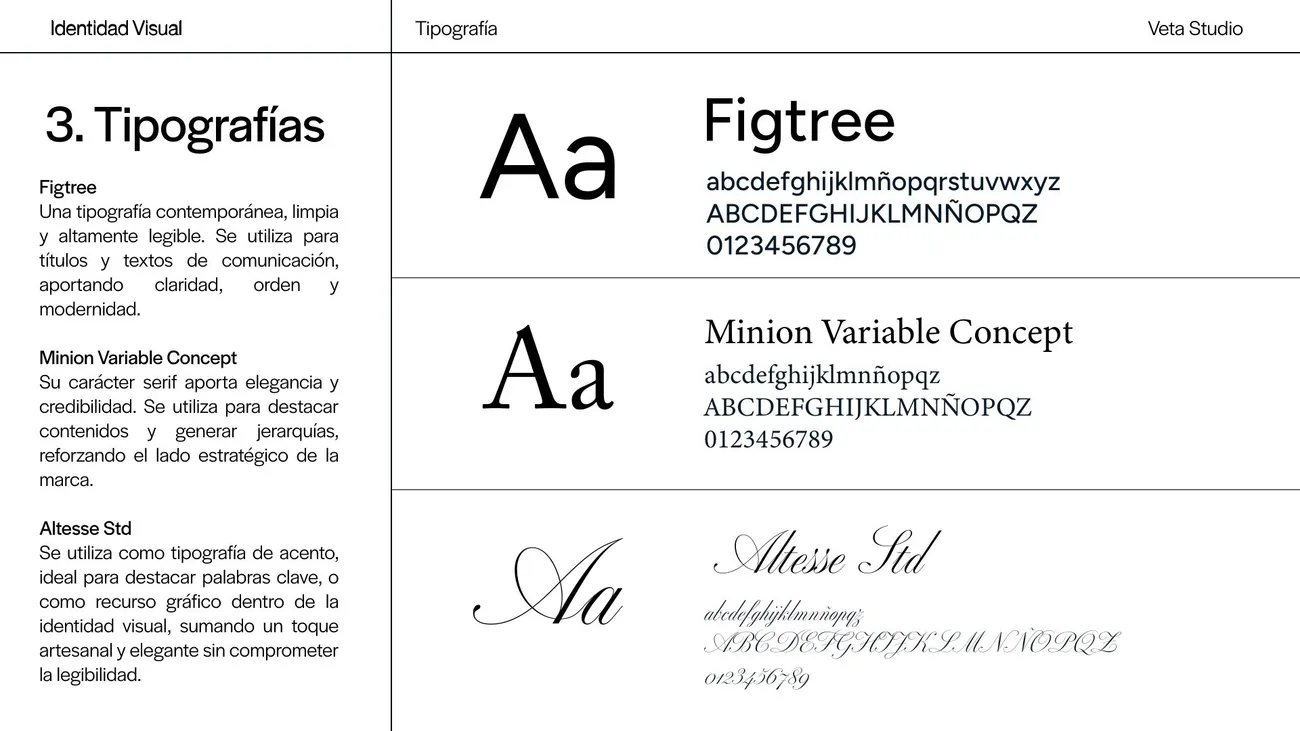 Identidad Visual
Tipografía
Veta Studio
3. Tipografías
Figtree
Una tipografía contemporánea, limpia
y altamente legible. Se utiliza para
títulos y textos de comunicación,
aportando claridad, orden y
modernidad.
Minion Variable Concept
Su carácter serif aporta elegancia y
credibilidad. Se utiliza para destacar
contenidos y generar jerarquías,
reforzando el lado estratégico de la
marca.
Altesse Std
Se utiliza como tipografía de acento,
ideal para destacar palabras clave, o
como recurso gráfico dentro de la
identidad visual, sumando un toque
artesanal y elegante sin comprometer
la legibilidad.
Aa
Figtree
abcdefghijklmñopqrstuvwxyz
ABCDEFGHIJKLMNÑOPQZ
0123456789
Aa
Minion Variable Concept
abcdefghijklmnñopqz
ABCDEFGHIJKLMNÑOPQZ
0123456789
Aa
Altesse Std
abcdefghijklmnñopqz
ABCDEFGHIJKLMNÑOPQZ
0123456789